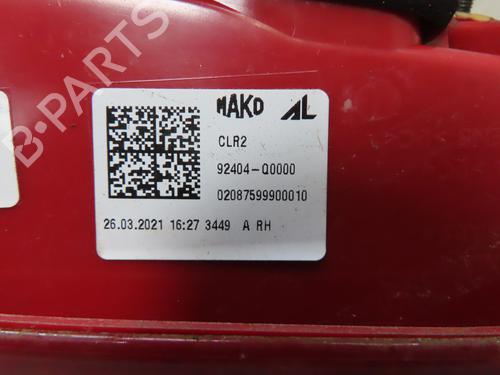 MAKO AL
CLR2
92404-Q0000
02087599900010
26.03.2021 16:27 3449 A RH
B-PARTS